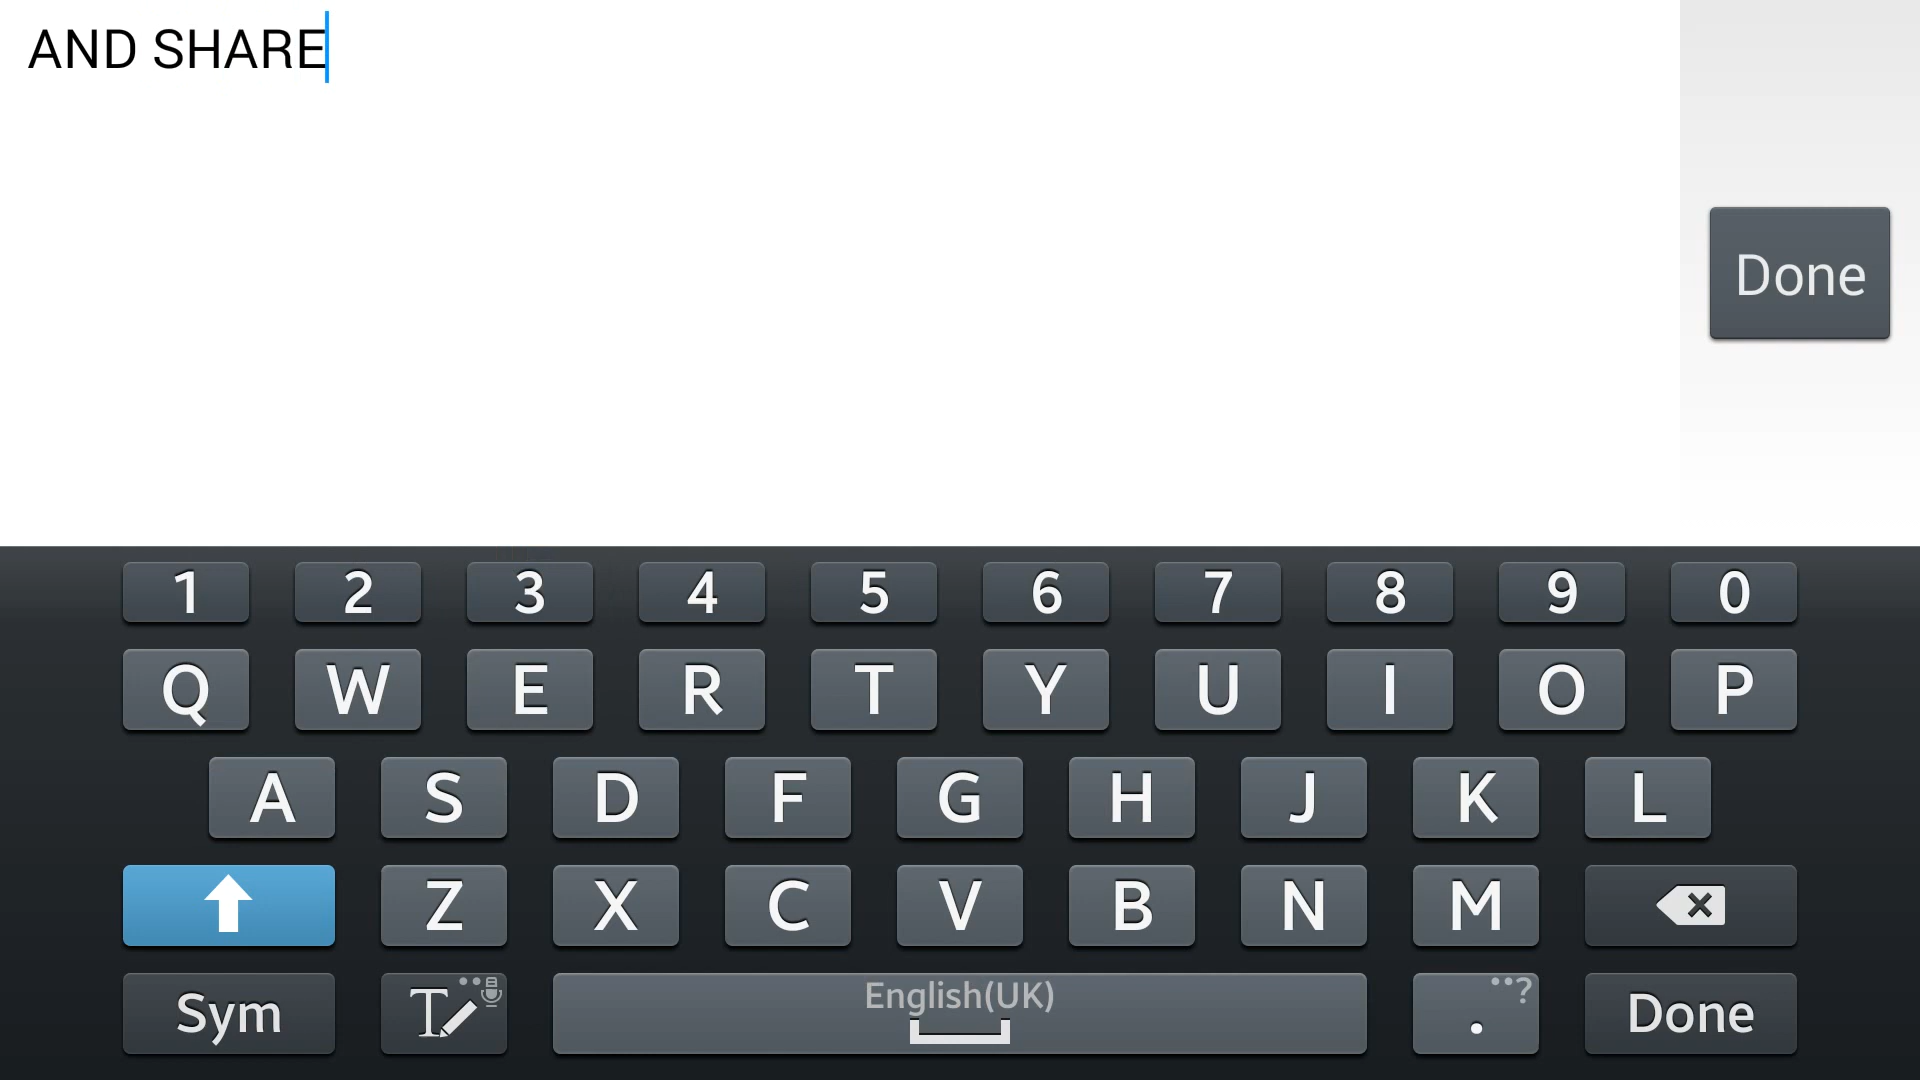 AND SHARE
Done
1 2 3 4 5 6 7 8 9 0
Q W E R T Y U I O P
A S D F G H J K L
Z X C V B N M
Sym T English(UK) . ? Done